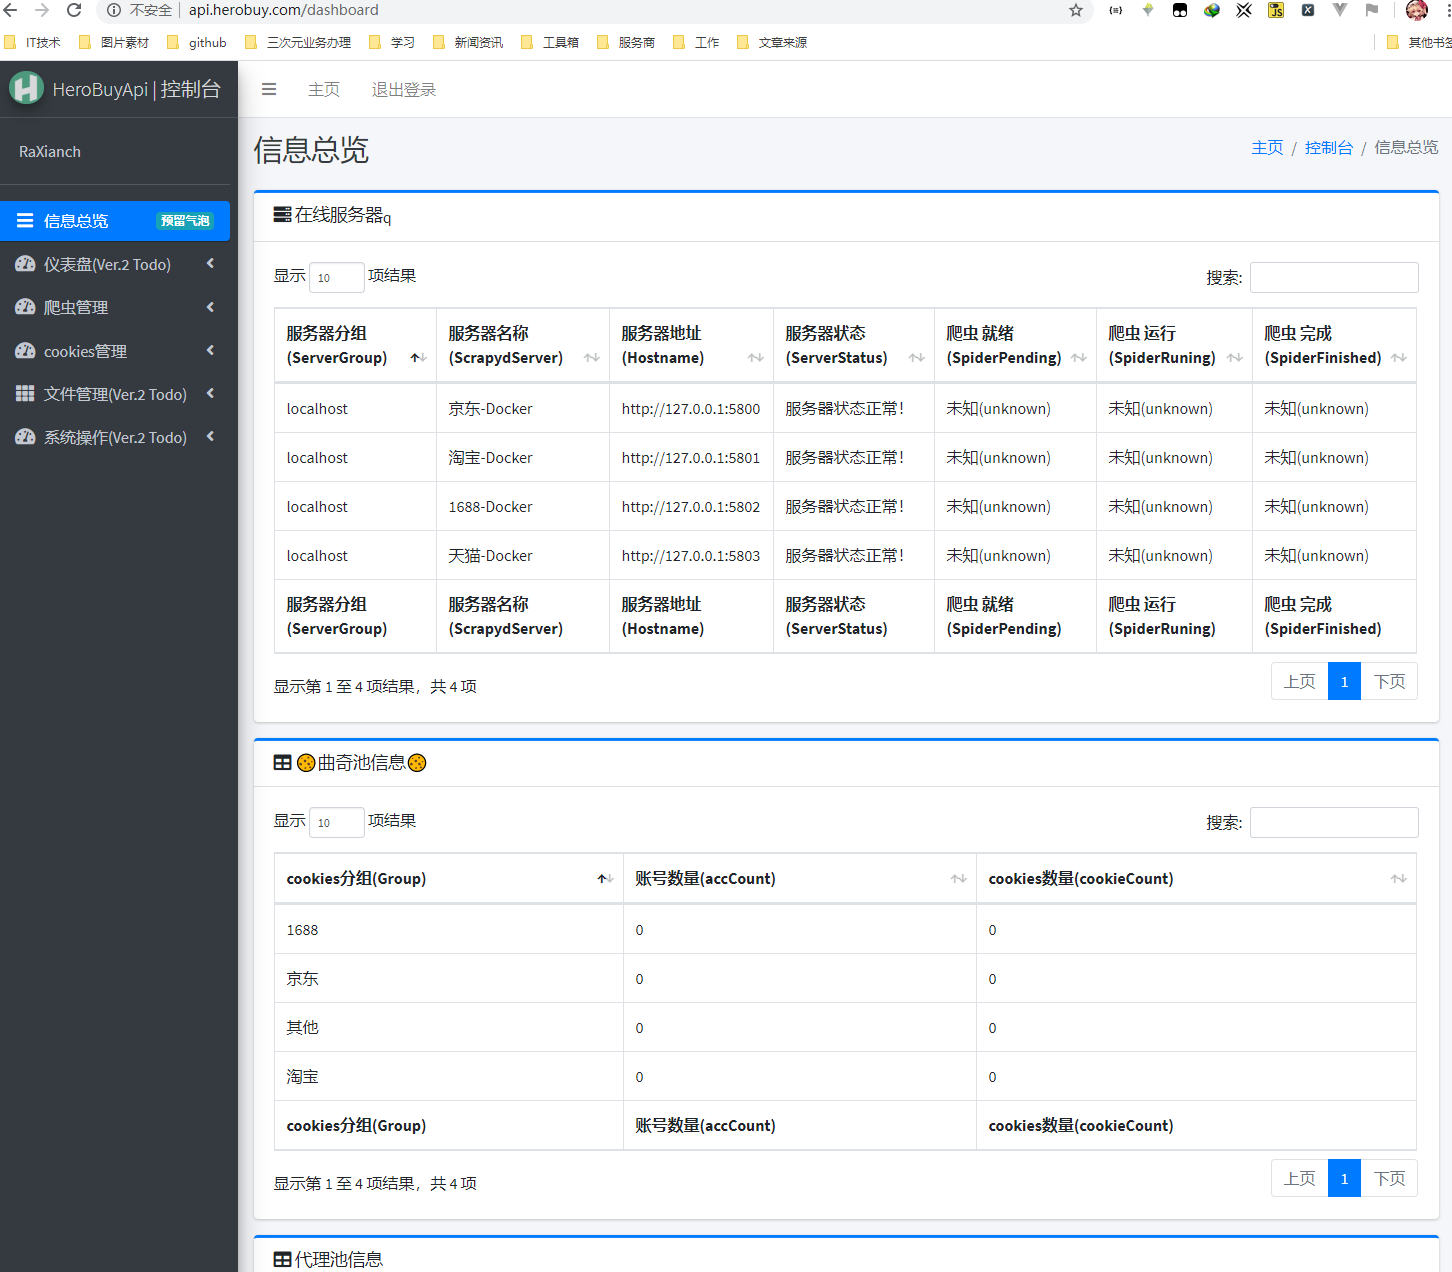 不安全 api.herobuy.com/dashboard
IT技术 图片素材 github 三次元业务办理 学习 新闻资讯 工具箱 服务商 工作 文章来源 其他书签
HeroBuyApi | 控制台 主页 退出登录
RaXianch
信息总览 预留气泡
仪表盘(Ver.2 Todo)
爬虫管理
cookies管理
文件管理(Ver.2 Todo)
系统操作(Ver.2 Todo)
信息总览 主页 / 控制台 / 信息总览
在线服务器q
显示 10 项结果 搜索:
服务器分组 服务器名称 服务器地址 服务器状态 爬虫 就绪 爬虫 运行 爬虫 完成
(ServerGroup) (ScrapydServer) (Hostname) (ServerStatus) (SpiderPending) (SpiderRuning) (SpiderFinished)
localhost 京东-Docker http://127.0.0.1:5800 服务器状态正常! 未知(unknown) 未知(unknown) 未知(unknown)
localhost 淘宝-Docker http://127.0.0.1:5801 服务器状态正常! 未知(unknown) 未知(unknown) 未知(unknown)
localhost 1688-Docker http://127.0.0.1:5802 服务器状态正常! 未知(unknown) 未知(unknown) 未知(unknown)
localhost 天猫-Docker http://127.0.0.1:5803 服务器状态正常! 未知(unknown) 未知(unknown) 未知(unknown)
服务器分组 服务器名称 服务器地址 服务器状态 爬虫 就绪 爬虫 运行 爬虫 完成
(ServerGroup) (ScrapydServer) (Hostname) (ServerStatus) (SpiderPending) (SpiderRuning) (SpiderFinished)
显示第 1 至 4 项结果，共 4 项 上页 1 下页
曲奇池信息
显示 10 项结果 搜索:
cookies分组(Group) 账号数量(accCount) cookies数量(cookieCount)
1688 0 0
京东 0 0
其他 0 0
淘宝 0 0
cookies分组(Group) 账号数量(accCount) cookies数量(cookieCount)
显示第 1 至 4 项结果，共 4 项 上页 1 下页
代理池信息